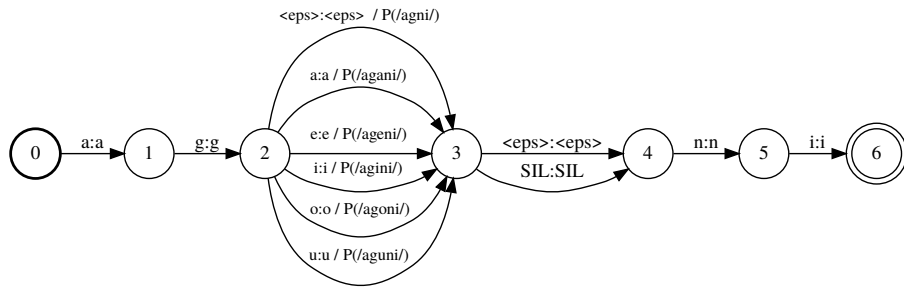 <eps>:<eps> / P(/agni/)
a:a / P(/agani/)
e:e / P(/ageni/)
i:i / P(/agini/)
o:o / P(/agoni/)
u:u / P(/aguni/)
0
a:a
1
g:g
2
3
<eps>:<eps>
SIL:SIL
4
n:n
5
i:i
6